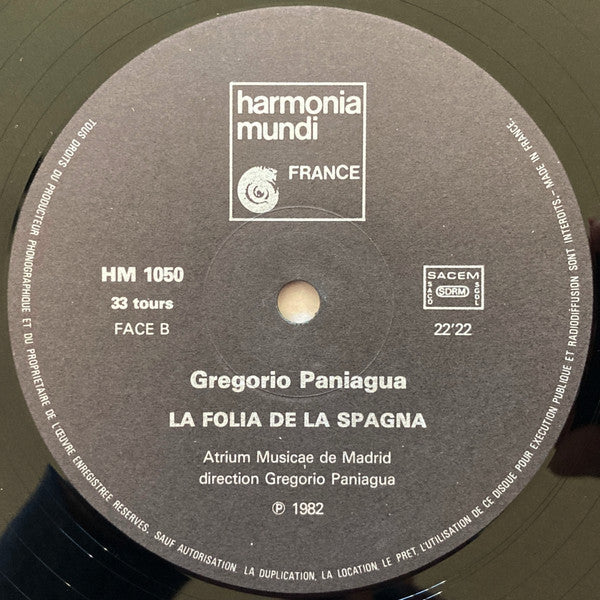 harmonia
mundi
FRANCE
HM 1050
33 tours
FACE B
SACEM
SACD
SDRM
SGDL
22'22
Gregorio Paniagua
LA FOLIA DE LA SPAGNA
Atrium Musicae de Madrid
direction Gregorio Paniagua
℗ 1982
TOUS DROITS DU PRODUCTEUR PHONOGRAPHIQUE ET DU PROPRIETAIRE DE L'ŒUVRE ENREGISTREE RESERVES. SAUF AUTORISATION LA DUPLICATION, LA LOCATION, LE PRET, L'UTILISATION DE CE DISQUE POUR EXECUTION PUBLIQUE ET RADIODIFFUSION SONT INTERDITS.- MADE IN FRANCE.